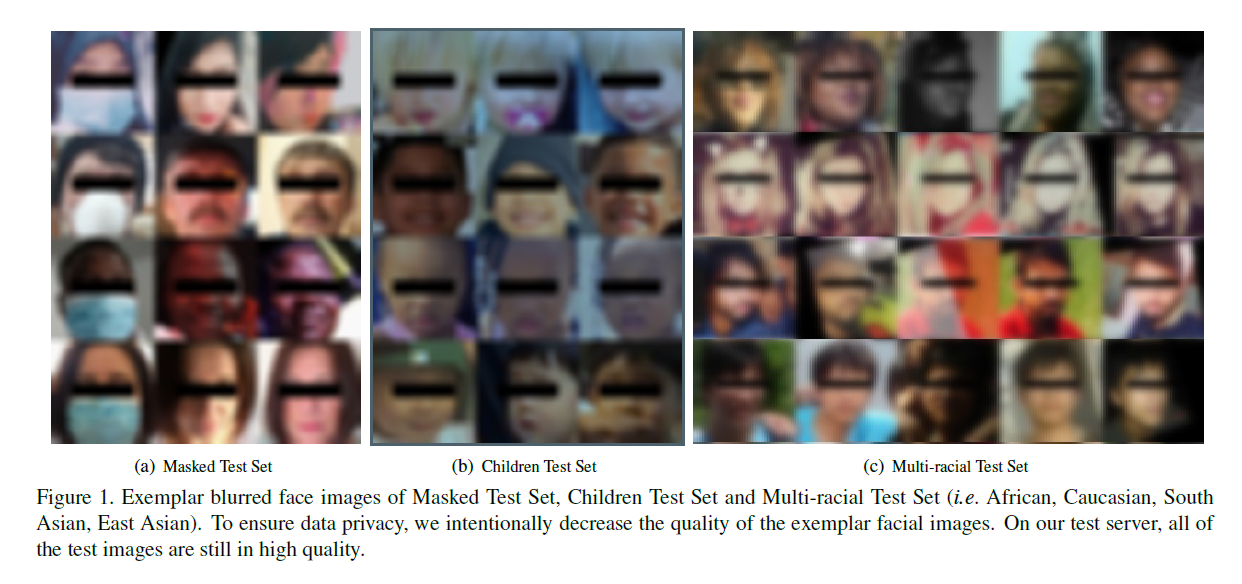 (a) Masked Test Set
(b) Children Test Set
(c) Multi-racial Test Set
Figure 1. Exemplar blurred face images of Masked Test Set, Children Test Set and Multi-racial Test Set (i.e. African, Caucasian, South
Asian, East Asian). To ensure data privacy, we intentionally decrease the quality of the exemplar facial images. On our test server, all of
the test images are still in high quality.